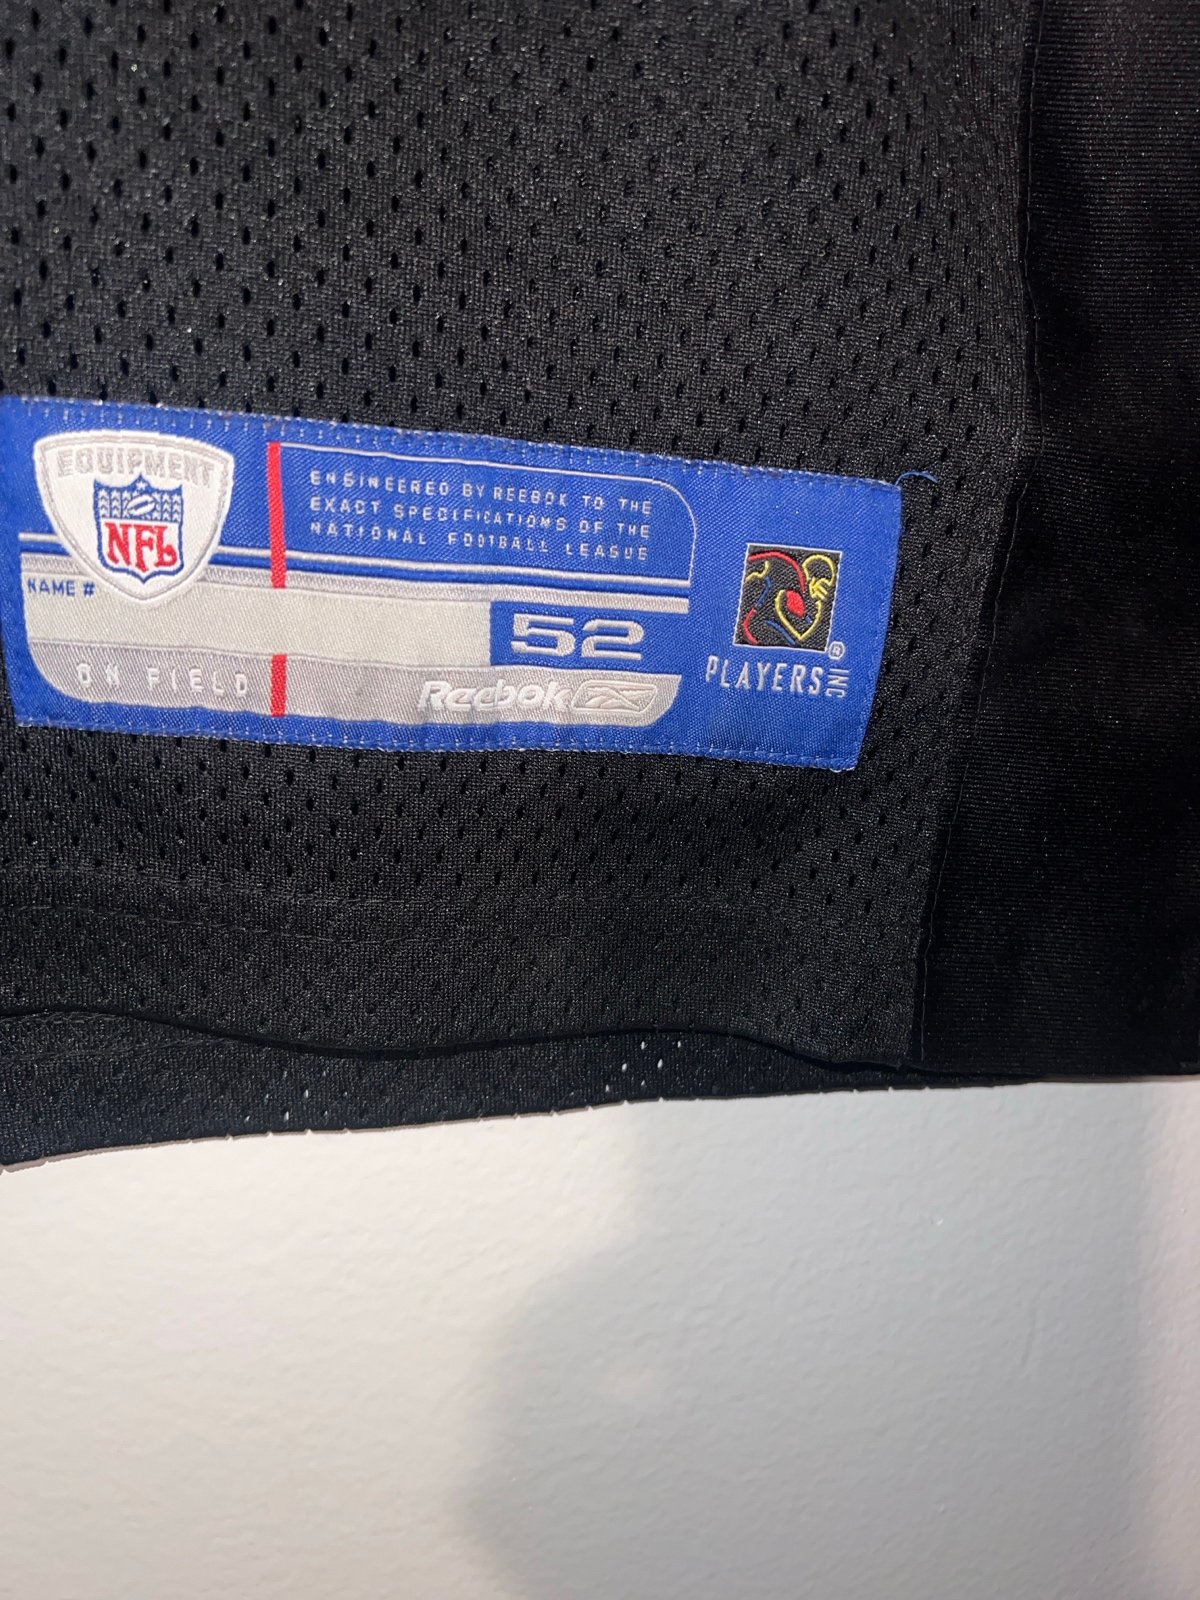 EQUIPMENT
NFL
ENGINEERED BY REEBOK TO THE
EXACT SPECIFICATIONS OF THE
NATIONAL FOOTBALL LEAGUE
NAME #
52
ON FIELD
Reebok
PLAYERS INC
®